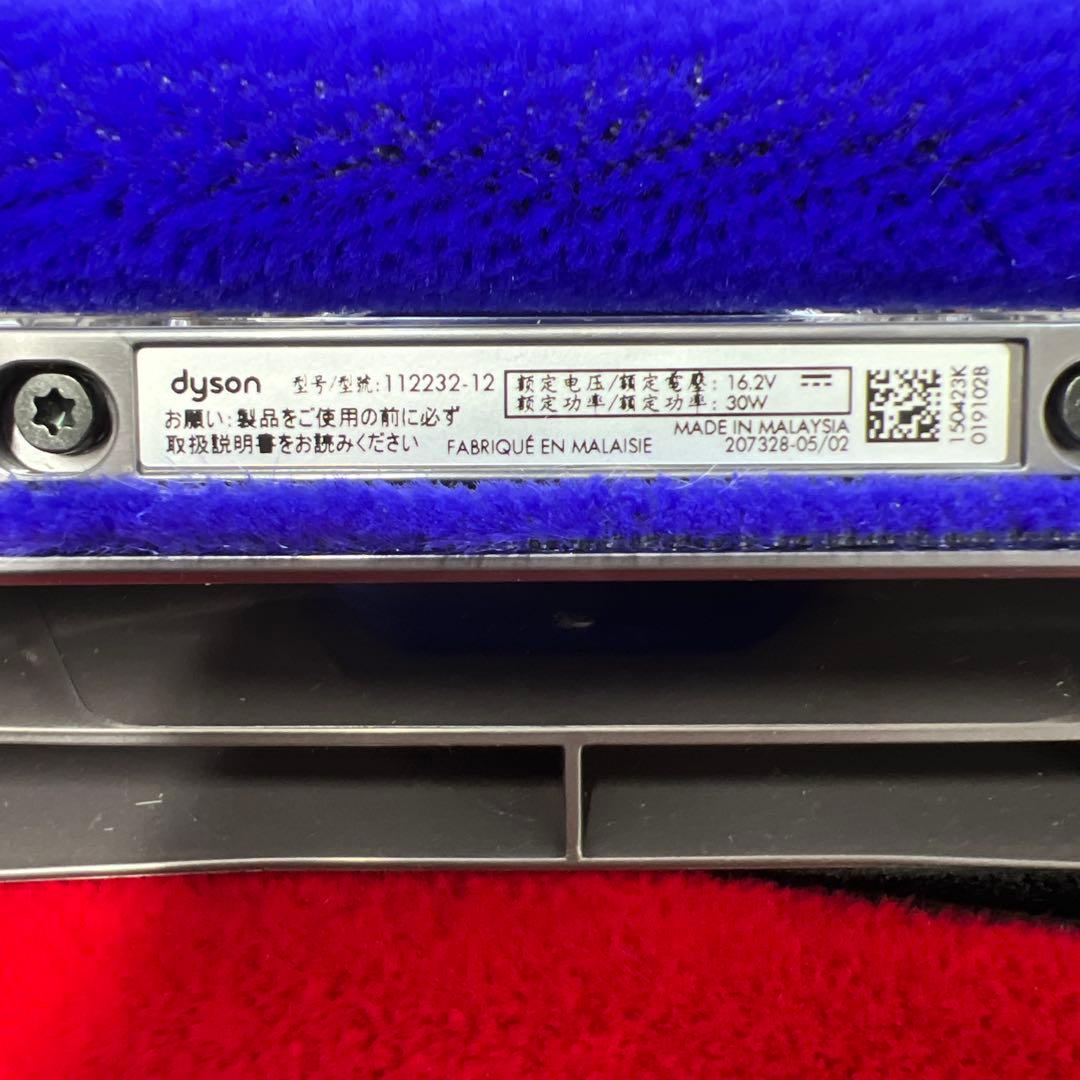 dyson 型号/型號:112232-12
お願い:製品をご使用の前に必ず
取扱説明書をお読みください
FABRIQUÉ EN MALAISIE
额定电压/額定電壓: 16.2V
额定功率/額定功率: 30W
MADE IN MALAYSIA
207328-05/02
150423K
0191028